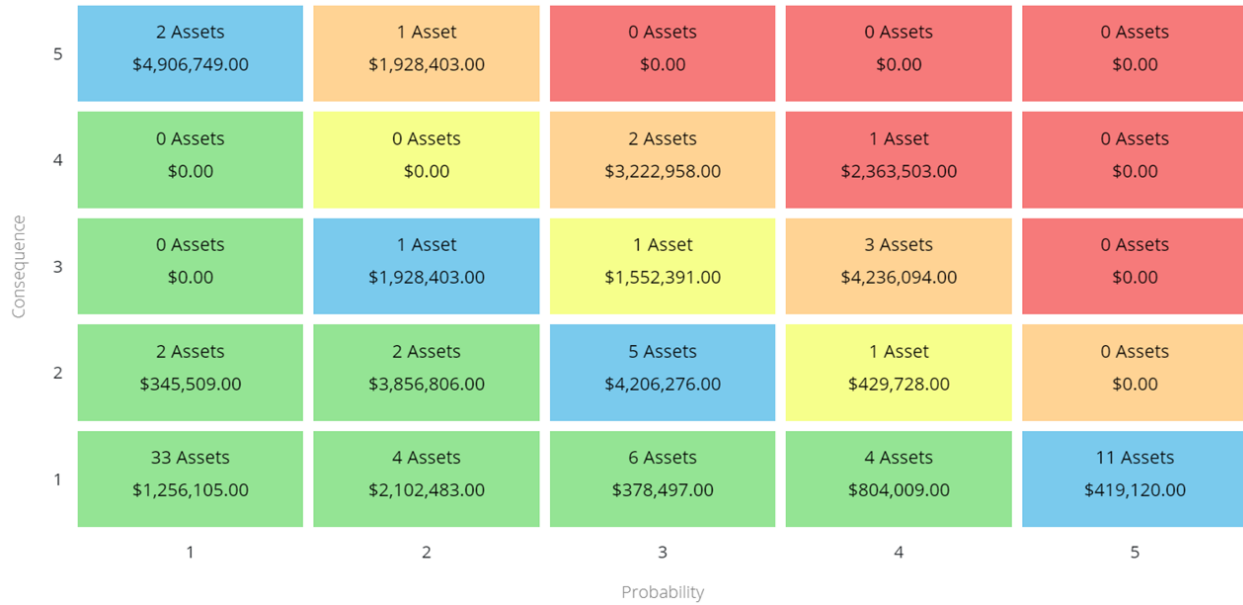 5
2 Assets
$4,906,749.00
1 Asset
$1,928,403.00
0 Assets
$0.00
0 Assets
$0.00
0 Assets
$0.00
4
0 Assets
$0.00
0 Assets
$0.00
2 Assets
$3,222,958.00
1 Asset
$2,363,503.00
0 Assets
$0.00
Consequence
3
0 Assets
$0.00
1 Asset
$1,928,403.00
1 Asset
$1,552,391.00
3 Assets
$4,236,094.00
0 Assets
$0.00
2
2 Assets
$345,509.00
2 Assets
$3,856,806.00
5 Assets
$4,206,276.00
1 Asset
$429,728.00
0 Assets
$0.00
1
33 Assets
$1,256,105.00
4 Assets
$2,102,483.00
6 Assets
$378,497.00
4 Assets
$804,009.00
11 Assets
$419,120.00
1
2
3
4
5
Probability